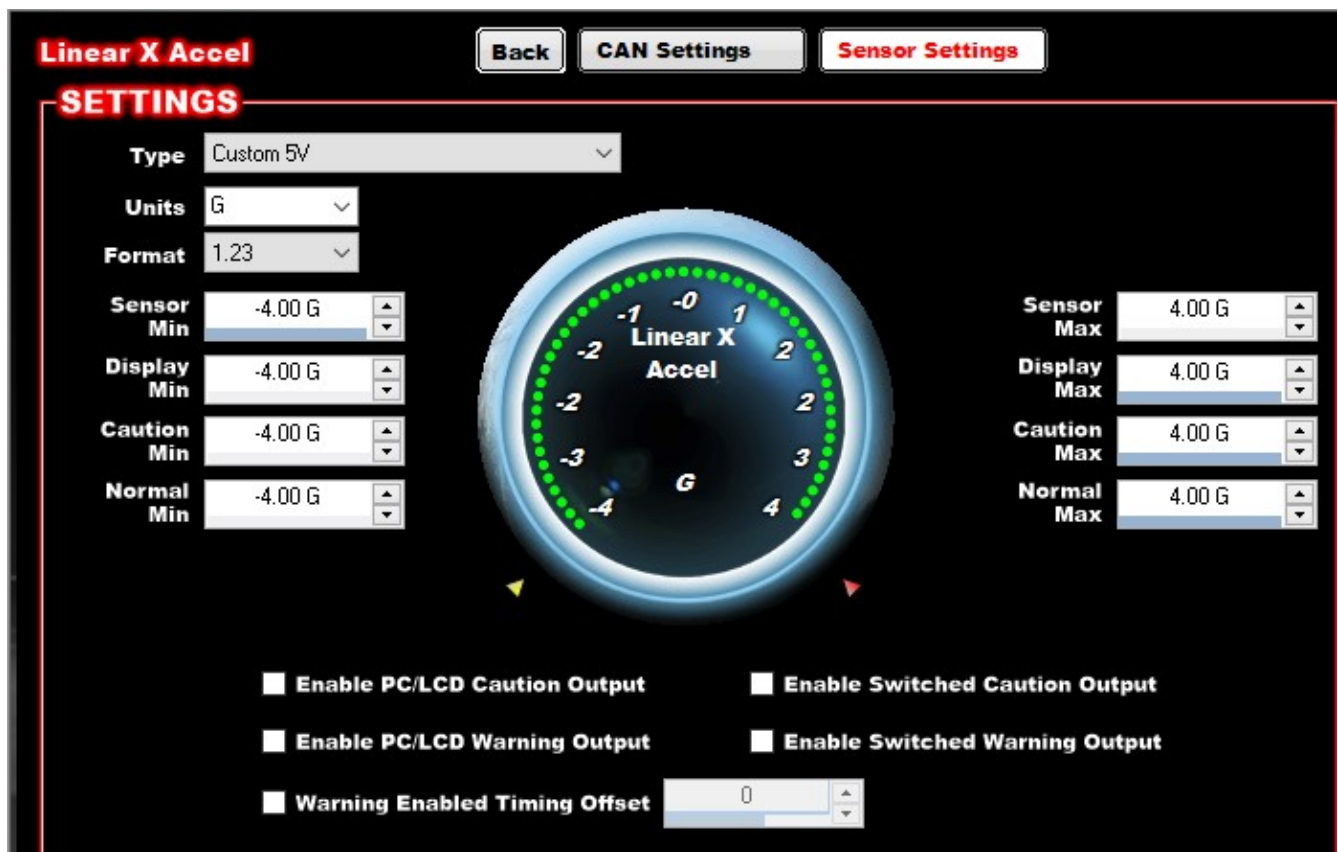 Linear X Accel
Back
CAN Settings
Sensor Settings
SETTINGS
Type
Custom 5V
Units
G
Format
1.23
Sensor
Min
-4.00 G
Display
Min
-4.00 G
Caution
Min
-4.00 G
Normal
Min
-4.00 G
-4
-3
-2
-2
-1
-0
1
2
2
3
4
Linear X
Accel
G
Sensor
Max
4.00 G
Display
Max
4.00 G
Caution
Max
4.00 G
Normal
Max
4.00 G
Enable PC/LCD Caution Output
Enable Switched Caution Output
Enable PC/LCD Warning Output
Enable Switched Warning Output
Warning Enabled Timing Offset
0